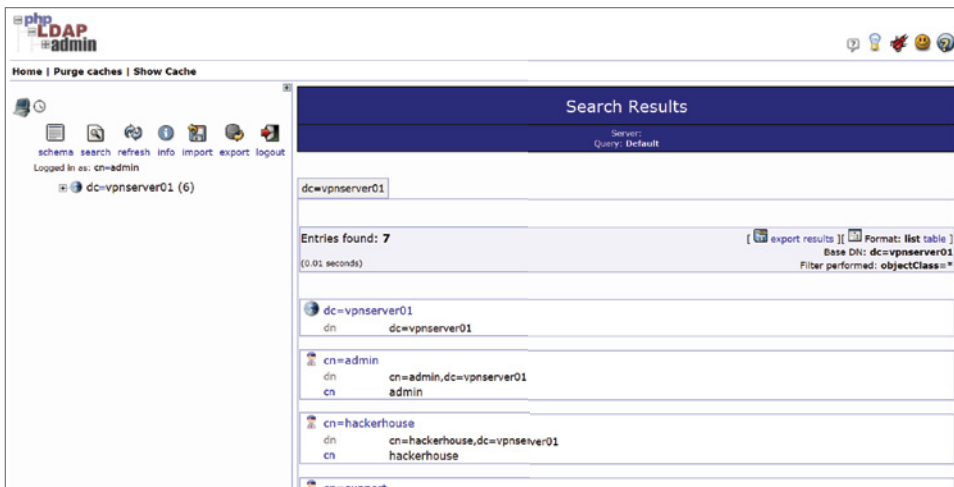 php
LDAP
admin
Home | Purge caches | Show Cache
schema search refresh info import export logout
Logged in as: cn=admin
dc=vpnserver01 (6)
Search Results
Server:
Query: Default
dc=vpnserver01
Entries found: 7
[ export results ][ Format: list table ]
Base DN: dc=vpnserver01
(0.01 seconds)
Filter performed: objectClass=*
dc=vpnserver01
dn dc=vpnserver01
cn=admin
dn cn=admin,dc=vpnserver01
cn admin
cn=hackerhouse
dn cn=hackerhouse,dc=vpnserver01
cn hackerhouse